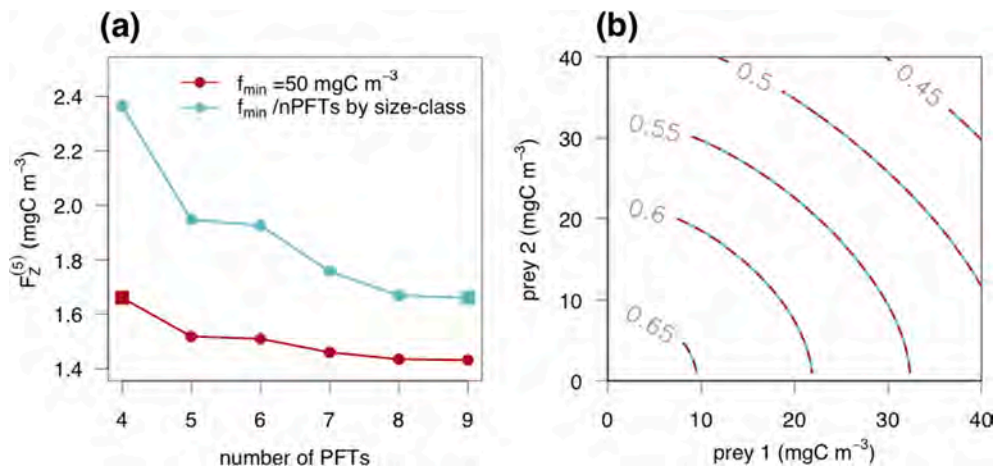 (a)
f_min =50 mgC m⁻³
f_min /nPFTs by size-class
F_Z^(5) (mgC m⁻³)
2.4
2.2
2.0
1.8
1.6
1.4
4 5 6 7 8 9
number of PFTs
(b)
prey 2 (mgC m⁻³)
40
30
20
10
0
0.5
0.45
0.55
0.6
0.65
0 10 20 30 40
prey 1 (mgC m⁻³)